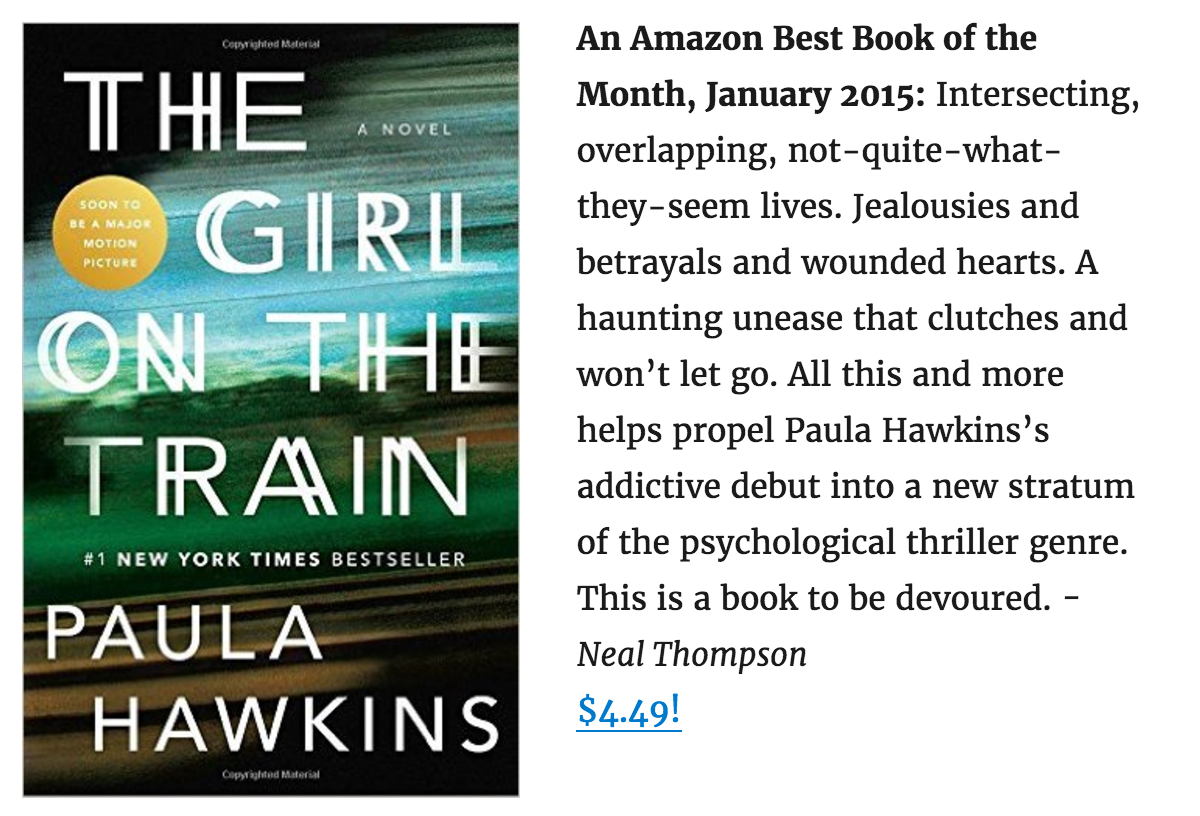 Copyrighted Material
THE
A NOVEL
SOON TO
BE A MAJOR
MOTION
PICTURE
GIRL
ON THE
TRAIN
#1 NEW YORK TIMES BESTSELLER
PAULA
HAWKINS
Copyrighted Material
An Amazon Best Book of the
Month, January 2015: Intersecting,
overlapping, not-quite-what-
they-seem lives. Jealousies and
betrayals and wounded hearts. A
haunting unease that clutches and
won’t let go. All this and more
helps propel Paula Hawkins’s
addictive debut into a new stratum
of the psychological thriller genre.
This is a book to be devoured. -
Neal Thompson
$4.49!